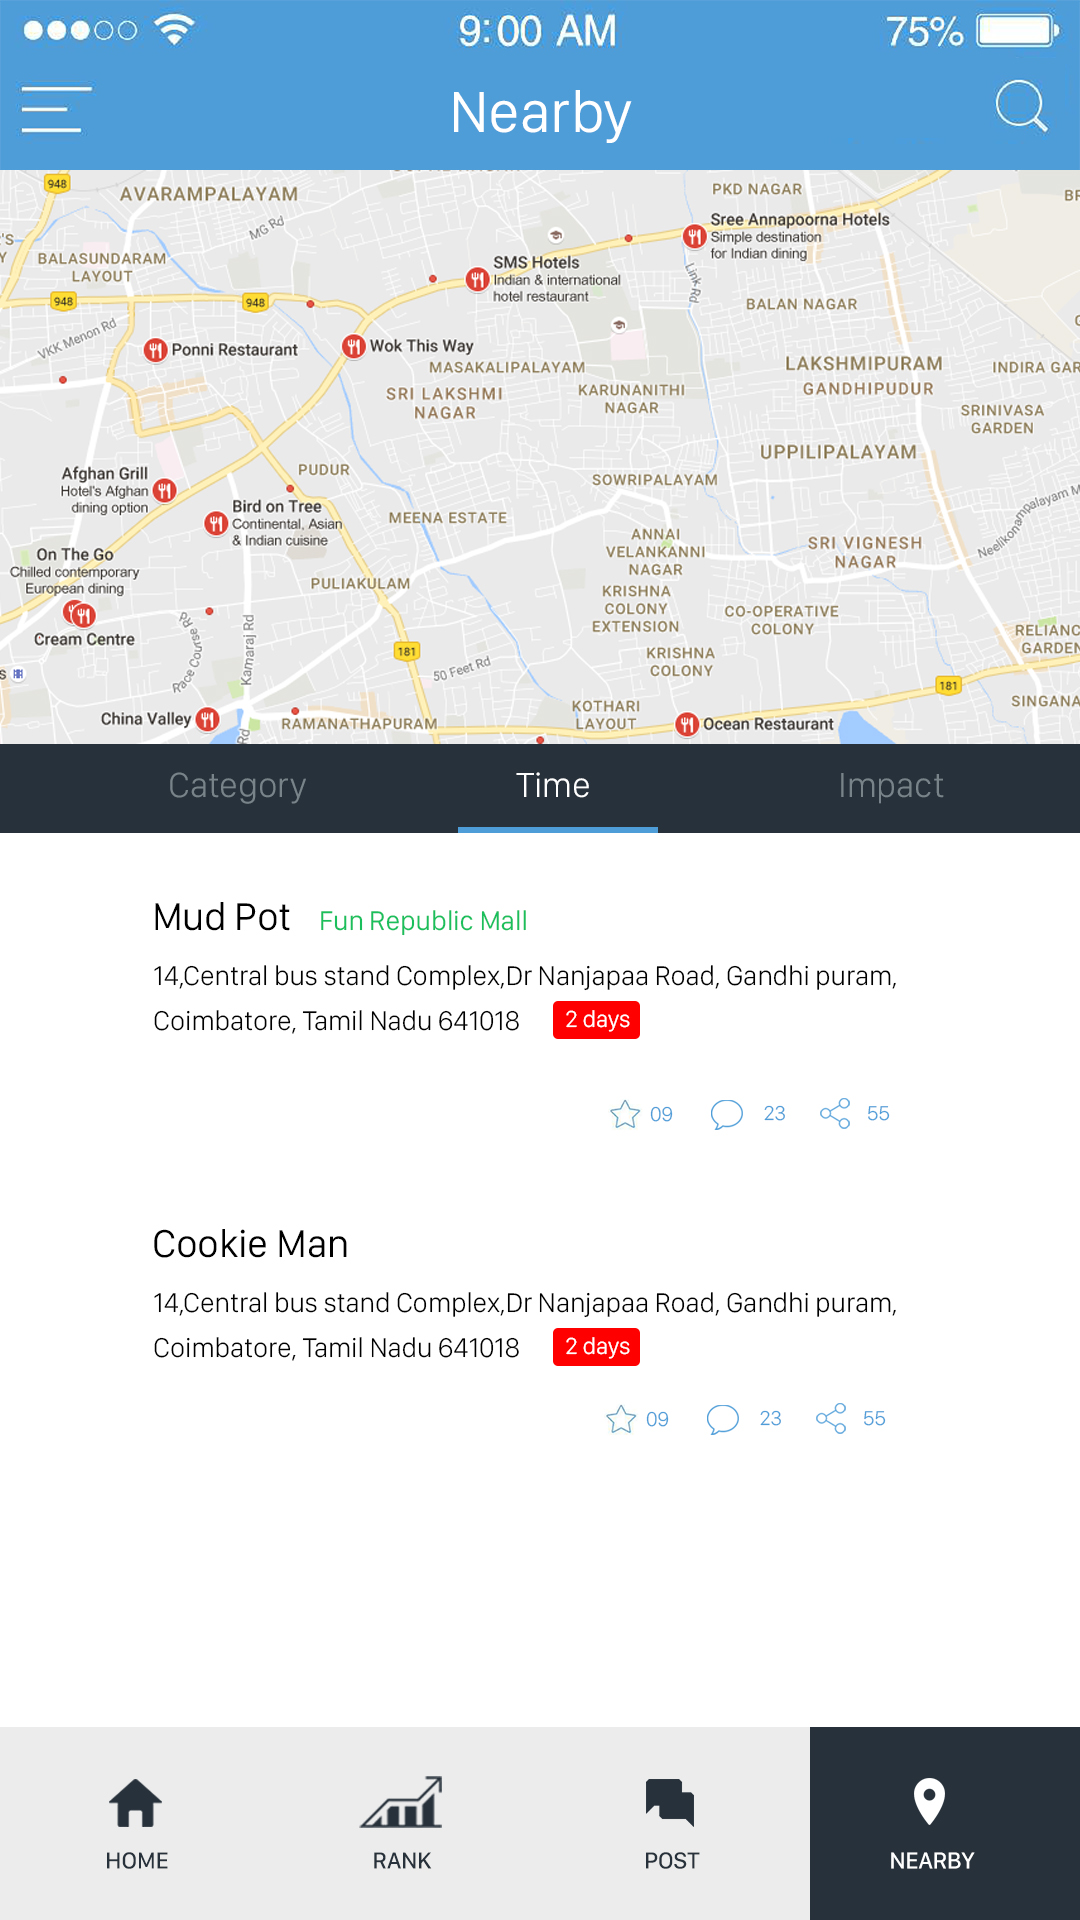 9:00 AM
75%
Nearby
948
AVARAMPALAYAM
PKD NAGAR
MG Rd
Sree Annapoorna Hotels
Simple destination
for Indian dining
BALASUNDARAM
LAYOUT
SMS Hotels
Indian & international
hotel restaurant
Link Rd
948
948
BALAN NAGAR
VKK Menon Rd
Ponni Restaurant
Wok This Way
MASAKALIPALAYAM
LAKSHMIPURAM
GANDHIPUDUR
INDIRA GAR
SRI LAKSHMI
NAGAR
KARUNANITHI
NAGAR
SRINIVASA
GARDEN
UPPILIPALAYAM
Afghan Grill
Hotel's Afghan
dining option
PUDUR
SOWRIPALAYAM
Bird on Tree
Continental, Asian
& Indian cuisine
MEENA ESTATE
Neelikonampalayam M
ANNAI
VELANKANNI
NAGAR
SRI VIGNESH
NAGAR
On The Go
Chilled contemporary
European dining
PULIAKULAM
KRISHNA
COLONY
EXTENSION
CO-OPERATIVE
COLONY
Cream Centre
Race Course Rd
Kamaraj Rd
181
50 Feet Rd
KRISHNA
COLONY
RELIANC
GARDEN
181
SINGANA
China Valley
RAMANATHAPURAM
KOTHARI
LAYOUT
Ocean Restaurant
Rd
Category
Time
Impact
Mud Pot Fun Republic Mall
14,Central bus stand Complex,Dr Nanjapaa Road, Gandhi puram,
Coimbatore, Tamil Nadu 641018 2 days
09 23 55
Cookie Man
14,Central bus stand Complex,Dr Nanjapaa Road, Gandhi puram,
Coimbatore, Tamil Nadu 641018 2 days
09 23 55
HOME
RANK
POST
NEARBY